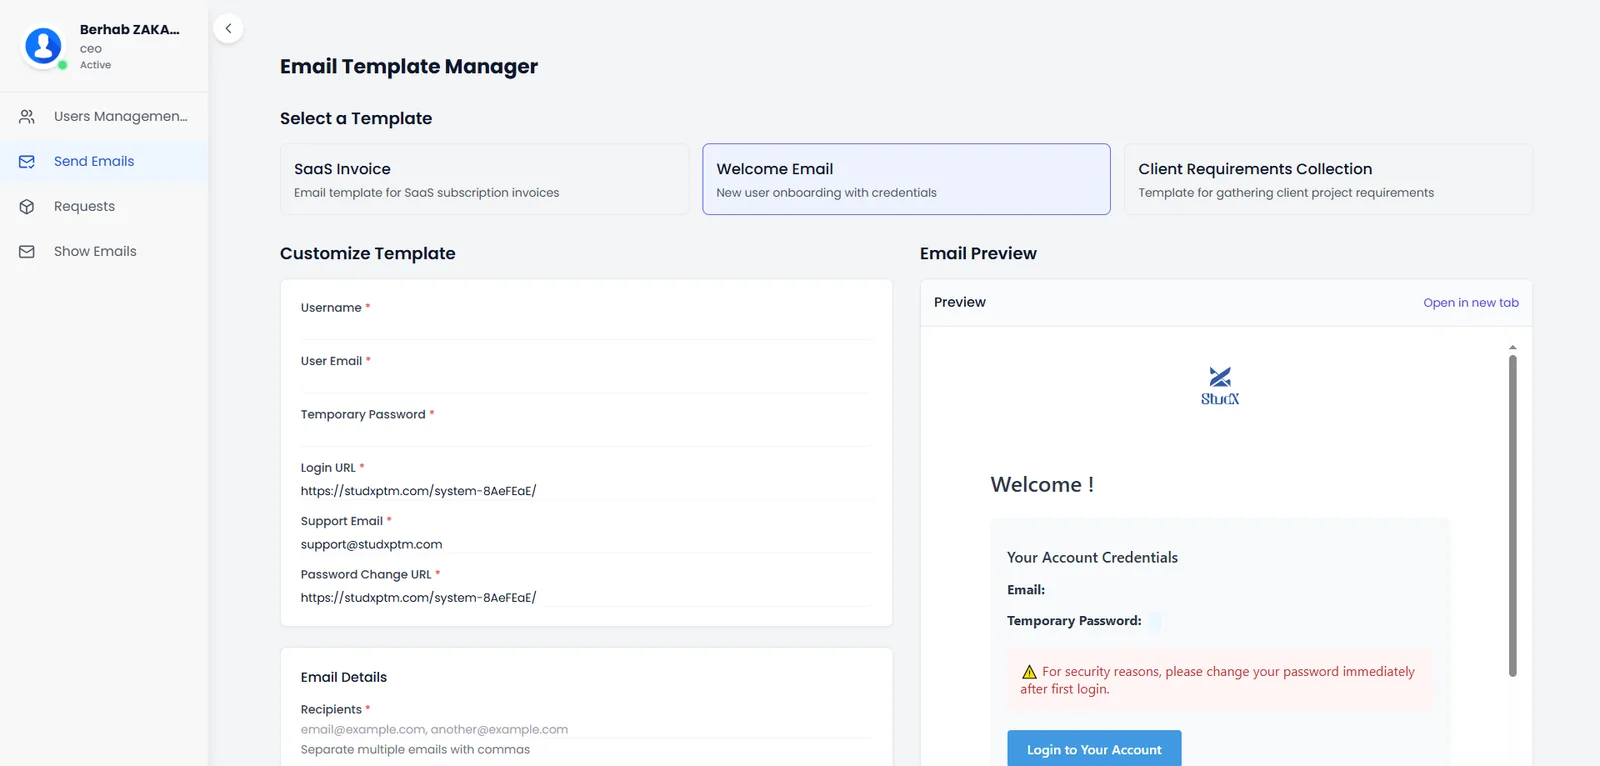 Berhab ZAKA...
ceo
Active
Users Managemen...
Send Emails
Requests
Show Emails
Email Template Manager
Select a Template
SaaS Invoice
Email template for SaaS subscription invoices
Welcome Email
New user onboarding with credentials
Client Requirements Collection
Template for gathering client project requirements
Customize Template
Username *
User Email *
Temporary Password *
Login URL *
https://studxptm.com/system-8AeFEaE/
Support Email *
support@studxptm.com
Password Change URL *
https://studxptm.com/system-8AeFEaE/
Email Details
Recipients *
email@example.com, another@example.com
Separate multiple emails with commas
Email Preview
Preview
Open in new tab
StudX
Welcome !
Your Account Credentials
Email:
Temporary Password:
⚠️ For security reasons, please change your password immediately
after first login.
Login to Your Account